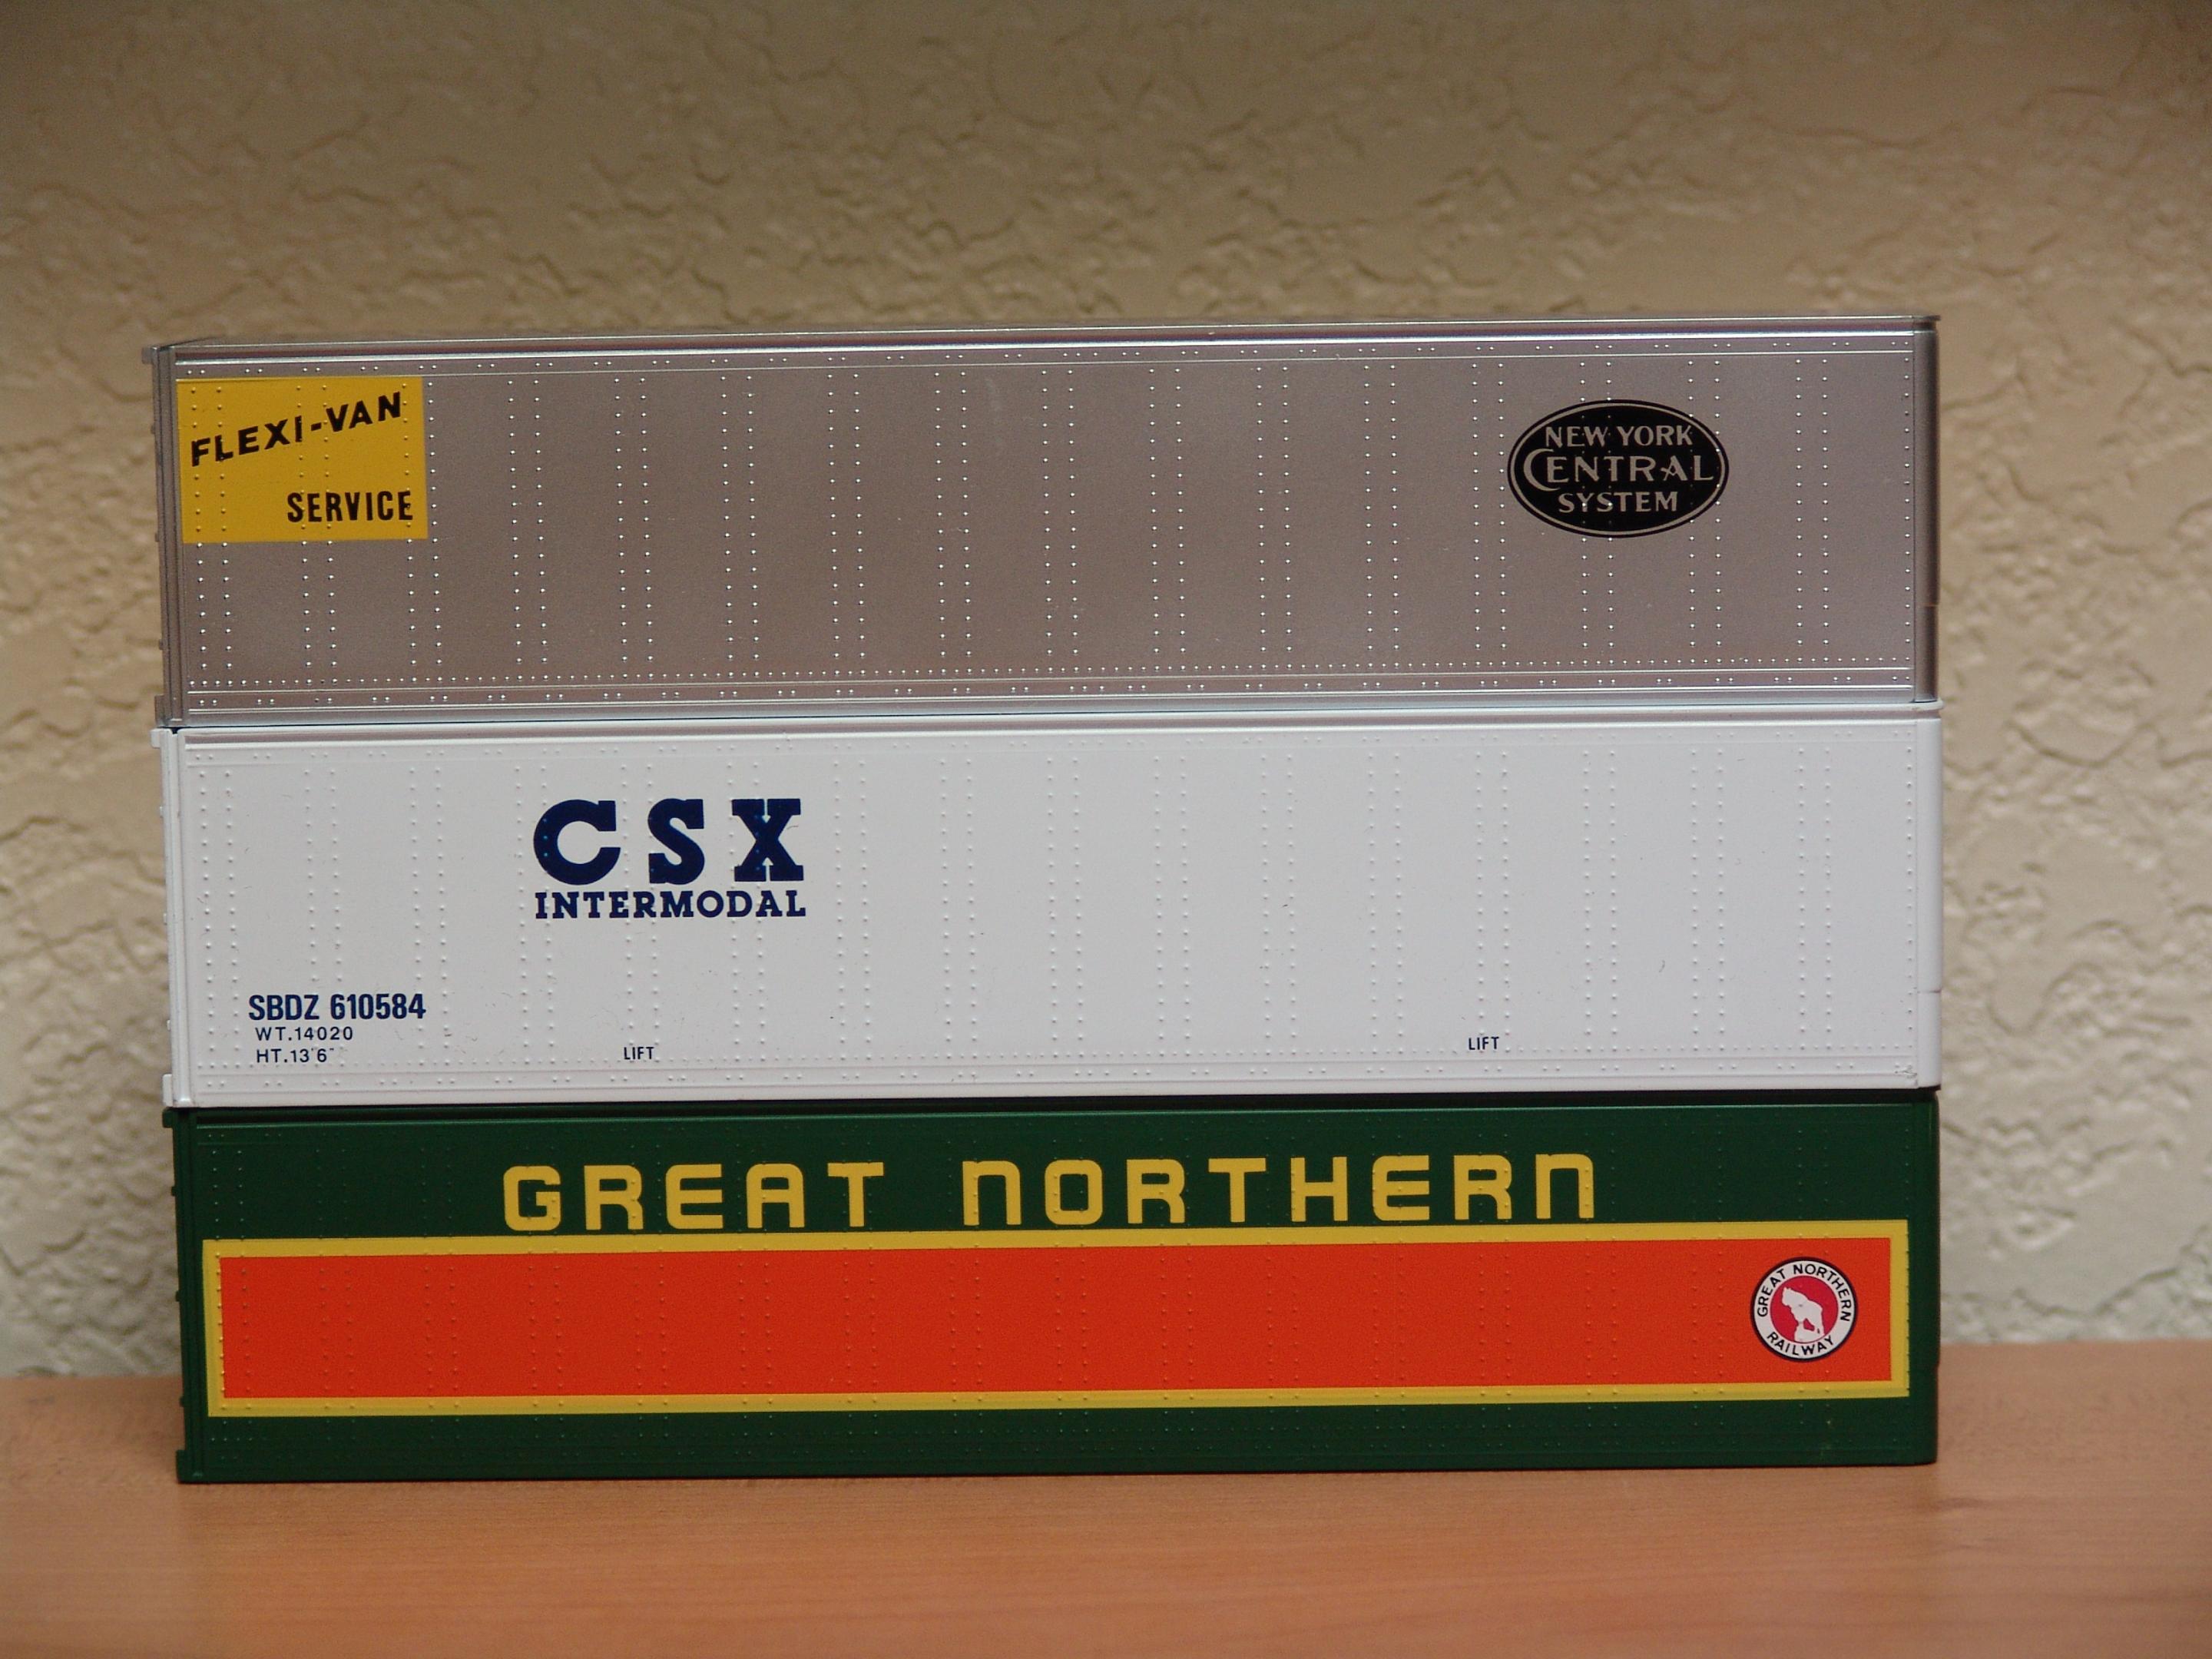 FLEXI-VAN
SERVICE
NEW YORK
CENTRAL
SYSTEM
CSX
INTERMODAL
SBDZ 610584
WT.14020
HT.13'6"
LIFT
LIFT
GREAT NORTHERN
GREAT NORTHERN
RAILWAY